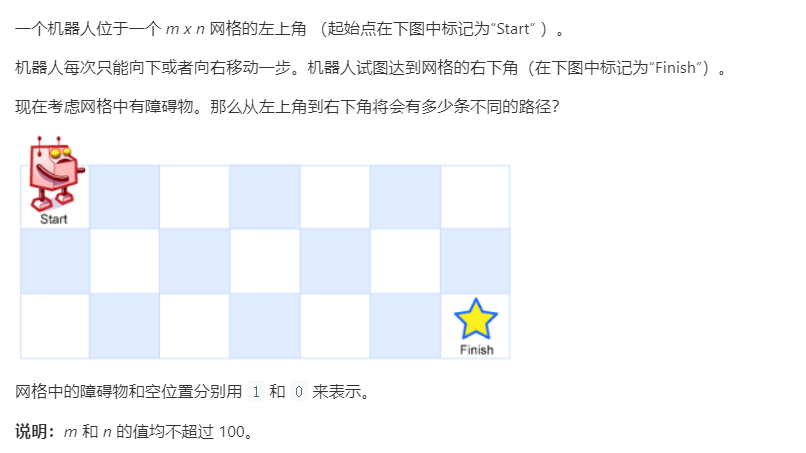 一个机器人位于一个 m x n 网格的左上角 （起始点在下图中标记为“Start” ）。
机器人每次只能向下或者向右移动一步。机器人试图达到网格的右下角（在下图中标记为“Finish”）。
现在考虑网格中有障碍物。那么从左上角到右下角将会有多少条不同的路径？
Start
Finish
网格中的障碍物和空位置分别用 1 和 0 来表示。
说明：m 和 n 的值均不超过 100。